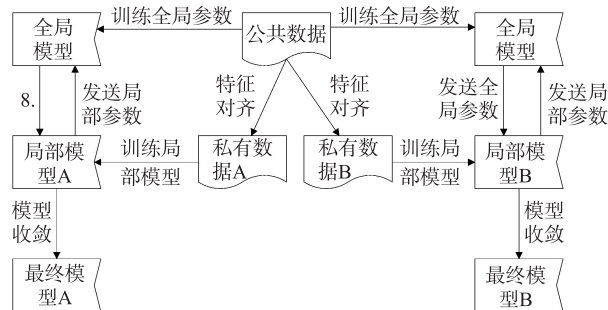 全局
模型
训练全局参数
公共数据
训练全局参数
全局
模型
8.
发送局
部参数
特征
对齐
特征
对齐
发送全
局参数
发送局
部参数
局部模
型A
训练局
部模型
私有数
据A
私有数
据B
训练局
部模型
局部模
型B
模型
收敛
模型
收敛
最终模
型A
最终模
型B